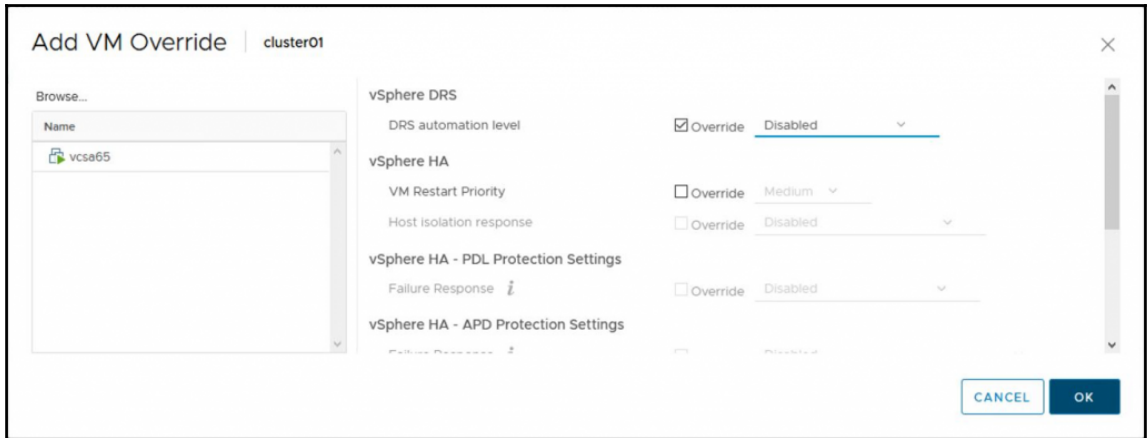 Add VM Override cluster01
Browse...
Name
vcsa65
vSphere DRS
DRS automation level Override Disabled
vSphere HA
VM Restart Priority Override Medium
Host isolation response Override Disabled
vSphere HA - PDL Protection Settings
Failure Response i Override Disabled
vSphere HA - APD Protection Settings
Failure Response
CANCEL OK